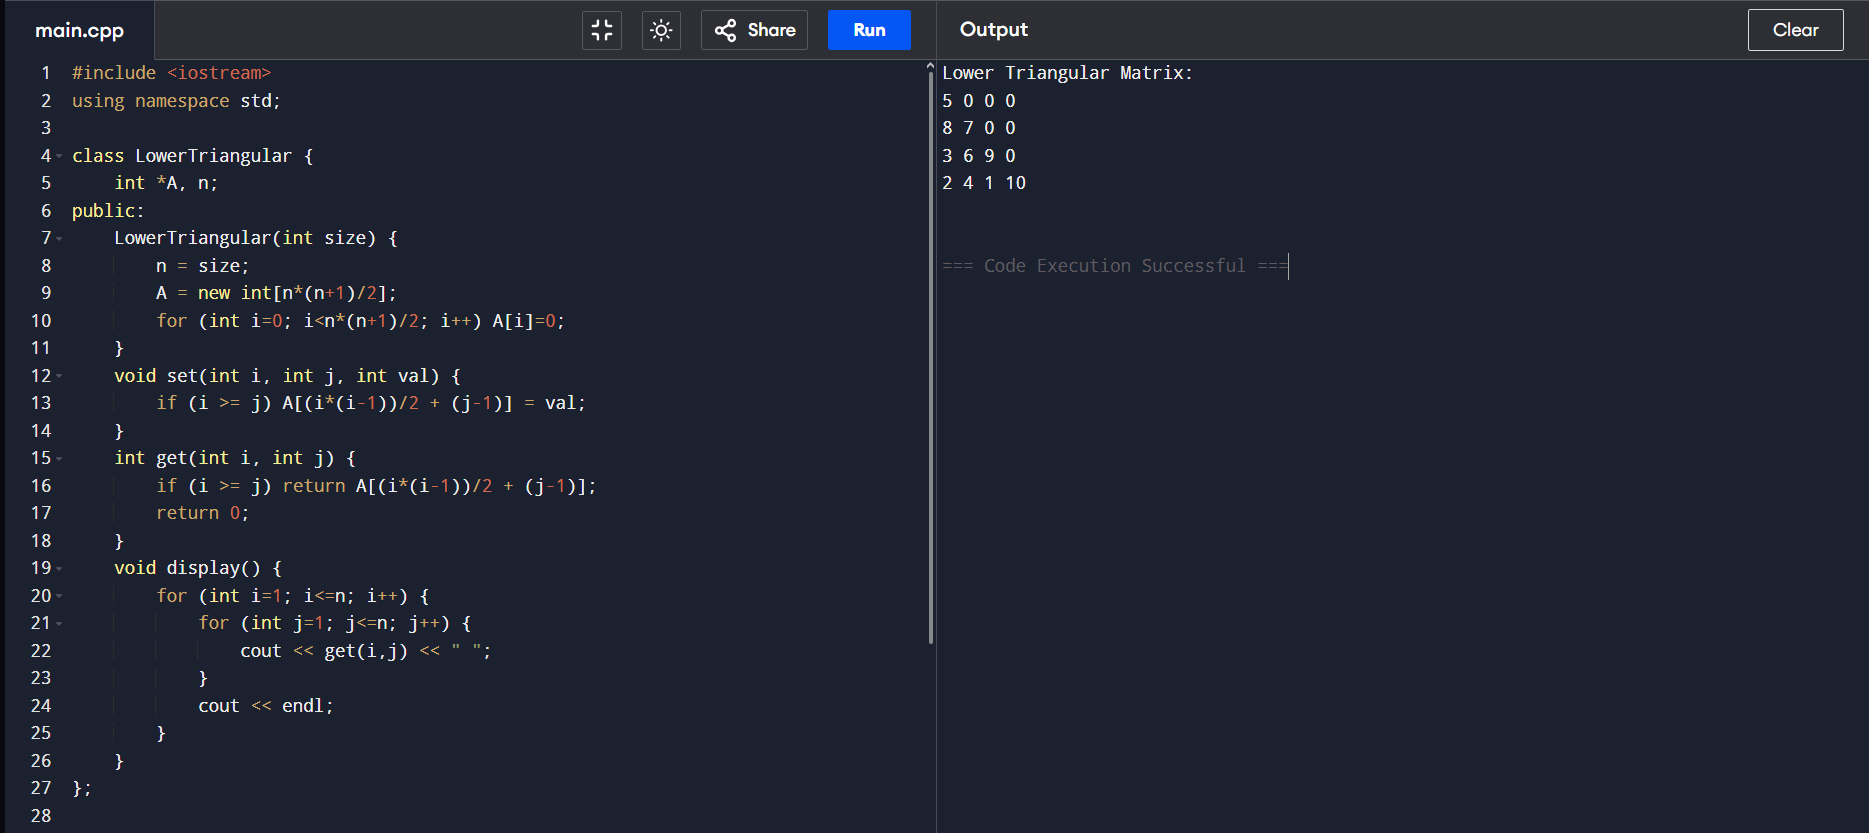 main.cpp
Share
Run
Output
Clear
1 #include <iostream>
2 using namespace std;
3
4 class LowerTriangular {
5     int *A, n;
6 public:
7     LowerTriangular(int size) {
8         n = size;
9         A = new int[n*(n+1)/2];
10         for (int i=0; i<n*(n+1)/2; i++) A[i]=0;
11     }
12     void set(int i, int j, int val) {
13         if (i >= j) A[(i*(i-1))/2 + (j-1)] = val;
14     }
15     int get(int i, int j) {
16         if (i >= j) return A[(i*(i-1))/2 + (j-1)];
17         return 0;
18     }
19     void display() {
20         for (int i=1; i<=n; i++) {
21             for (int j=1; j<=n; j++) {
22                 cout << get(i,j) << " ";
23             }
24             cout << endl;
25         }
26     }
27 };
28
Lower Triangular Matrix:
5 0 0 0
8 7 0 0
3 6 9 0
2 4 1 10
=== Code Execution Successful ===